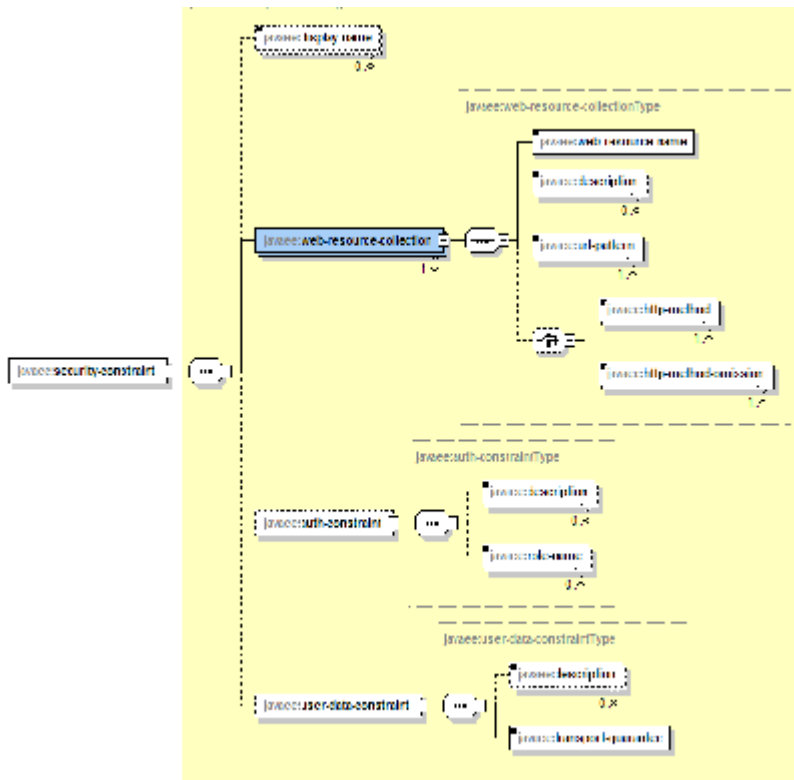 javaee:display-name
0..∞
javaee:web-resource-collectionType
javaee:web-resource-name
javaee:description
0..∞
javaee:web-resource-collection
1..∞
javaee:url-pattern
1..∞
javaee:http-method
1..∞
javaee:security-constraint
javaee:http-method-omission
1..∞
javaee:auth-constraintType
javaee:description
0..∞
javaee:auth-constraint
javaee:role-name
0..∞
javaee:user-data-constraintType
javaee:description
0..∞
javaee:user-data-constraint
javaee:transport-guarantee